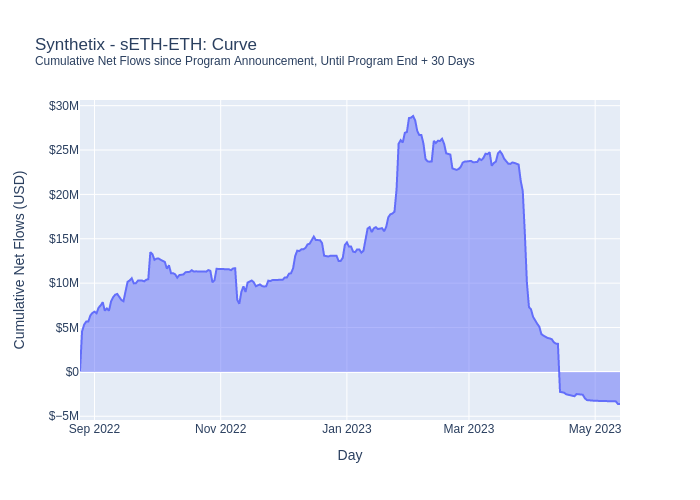 Synthetix - sETH-ETH: Curve
Cumulative Net Flows since Program Announcement, Until Program End + 30 Days
Cumulative Net Flows (USD)
$30M
$25M
$20M
$15M
$10M
$5M
$0
$−5M
Sep 2022 Nov 2022 Jan 2023 Mar 2023 May 2023
Day